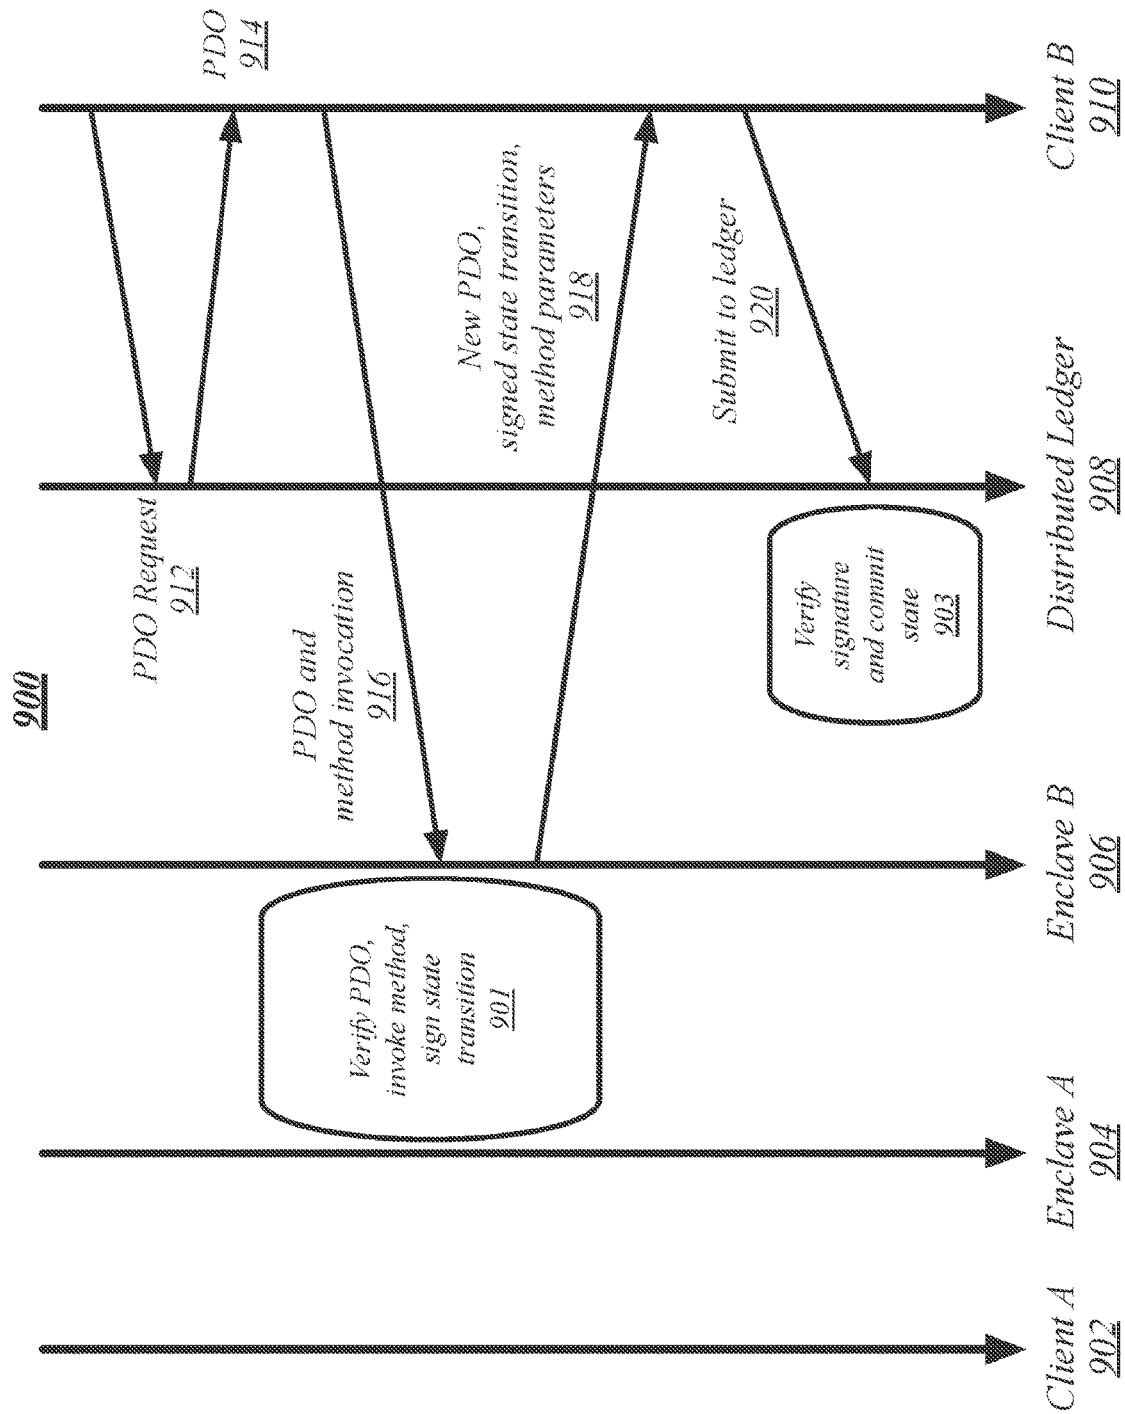 900
PDO Request
912
PDO
914
PDO and
method invocation
916
Verify PDO,
invoke method,
sign state
transition
901
New PDO,
signed state transition,
method parameters
918
Submit to ledger
920
Verify
signature
and commit
state
903
Client A
902
Enclave A
904
Enclave B
906
Distributed Ledger
908
Client B
910